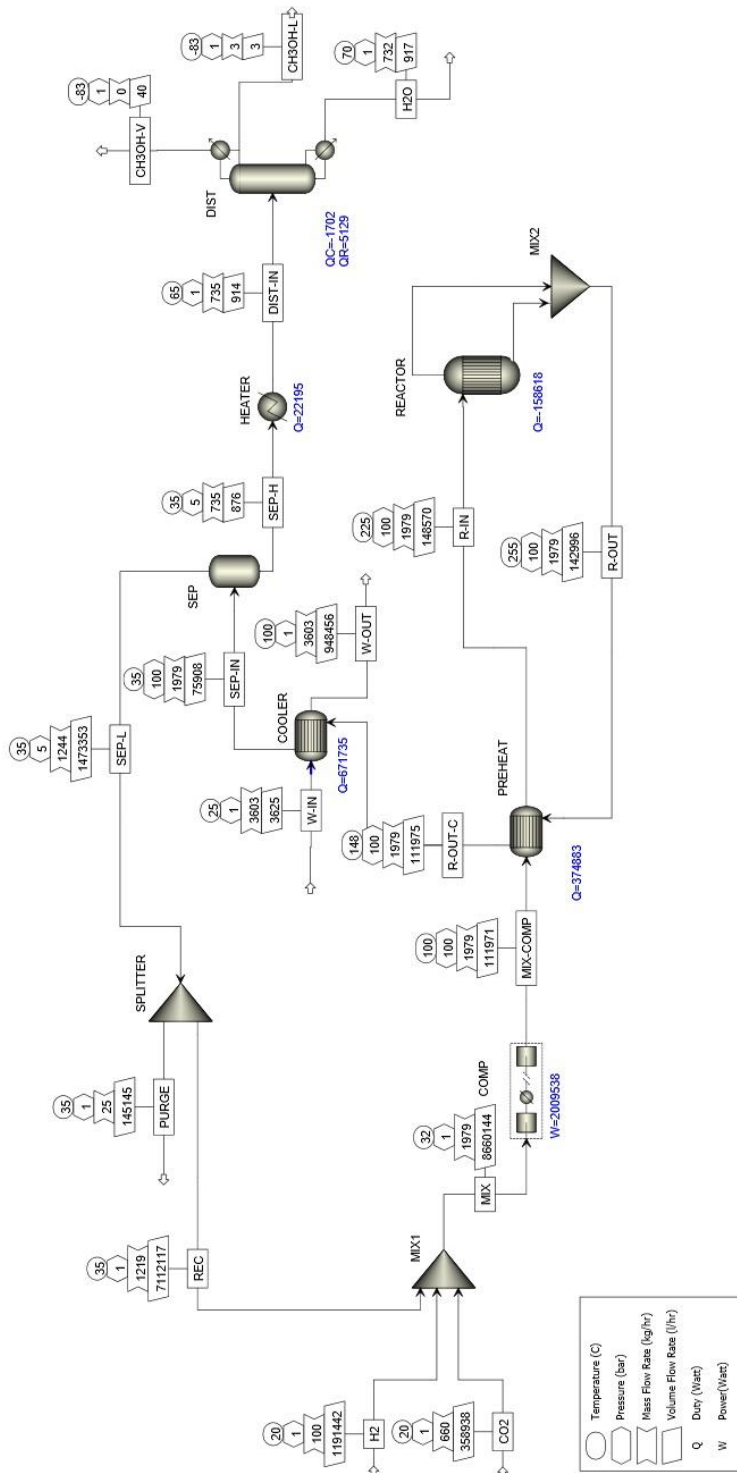 -83
1
0
40
CH3OH-V
-83
1
3
3
CH3OH-L
70
1
732
917
H2O
DIST
QC=-1702
QR=5129
65
1
735
914
DIST-IN
HEATER
Q=22195
35
5
735
876
SEP-H
SEP
35
100
1979
75908
SEP-IN
35
5
1244
1473353
SEP-L
100
1
3603
948456
W-OUT
COOLER
Q=671735
25
1
3603
3625
W-IN
148
100
1979
111975
R-OUT-C
MIX2
REACTOR
Q=-158618
225
100
1979
148570
R-IN
255
100
1979
142996
R-OUT
PREHEAT
Q=374883
100
100
1979
111971
MIX-COMP
SPLITTER
35
1
25
145145
PURGE
35
1
1219
7112117
REC
COMP
W=2009538
32
1
1979
8660144
MIX
MIX1
20
1
100
1191442
H2
20
1
660
358938
CO2
Temperature (C)
Pressure (bar)
Mass Flow Rate (kg/hr)
Volume Flow Rate (l/hr)
Q Duty (Watt)
W Power(Watt)